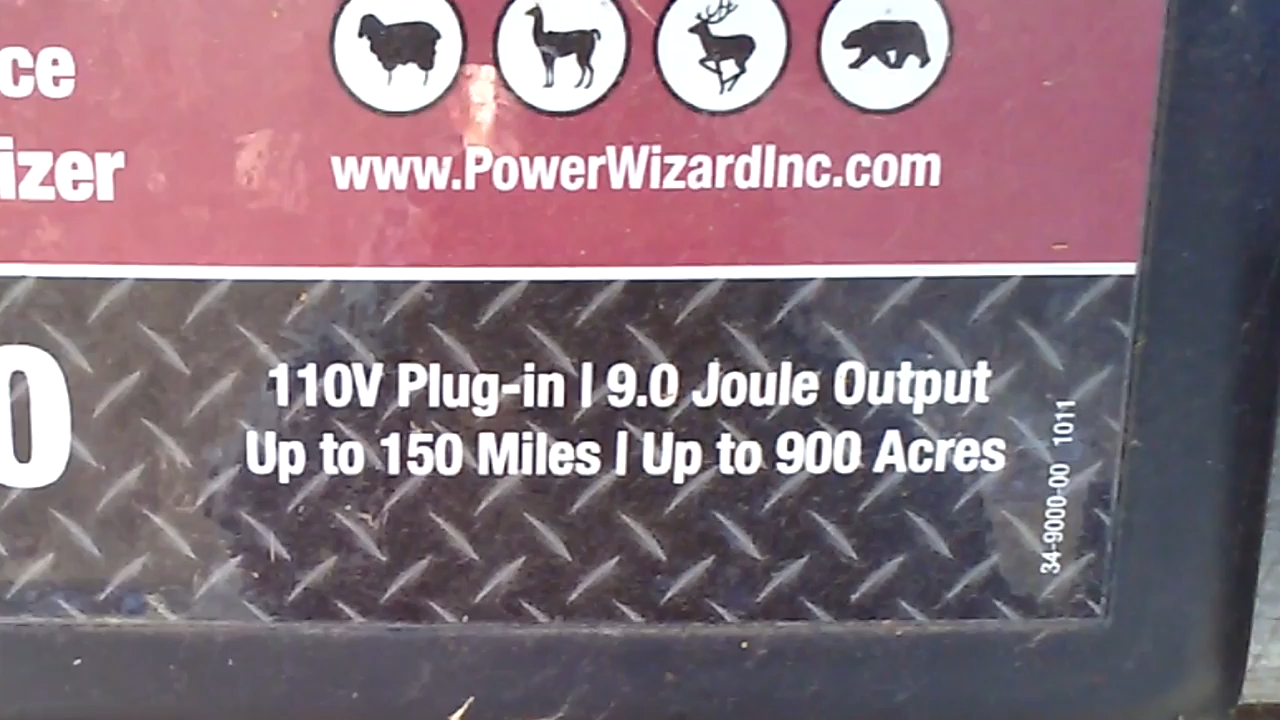 ce
izer
www.PowerWizardInc.com
0
110V Plug-in | 9.0 Joule Output
Up to 150 Miles | Up to 900 Acres
34-9000-00 1011